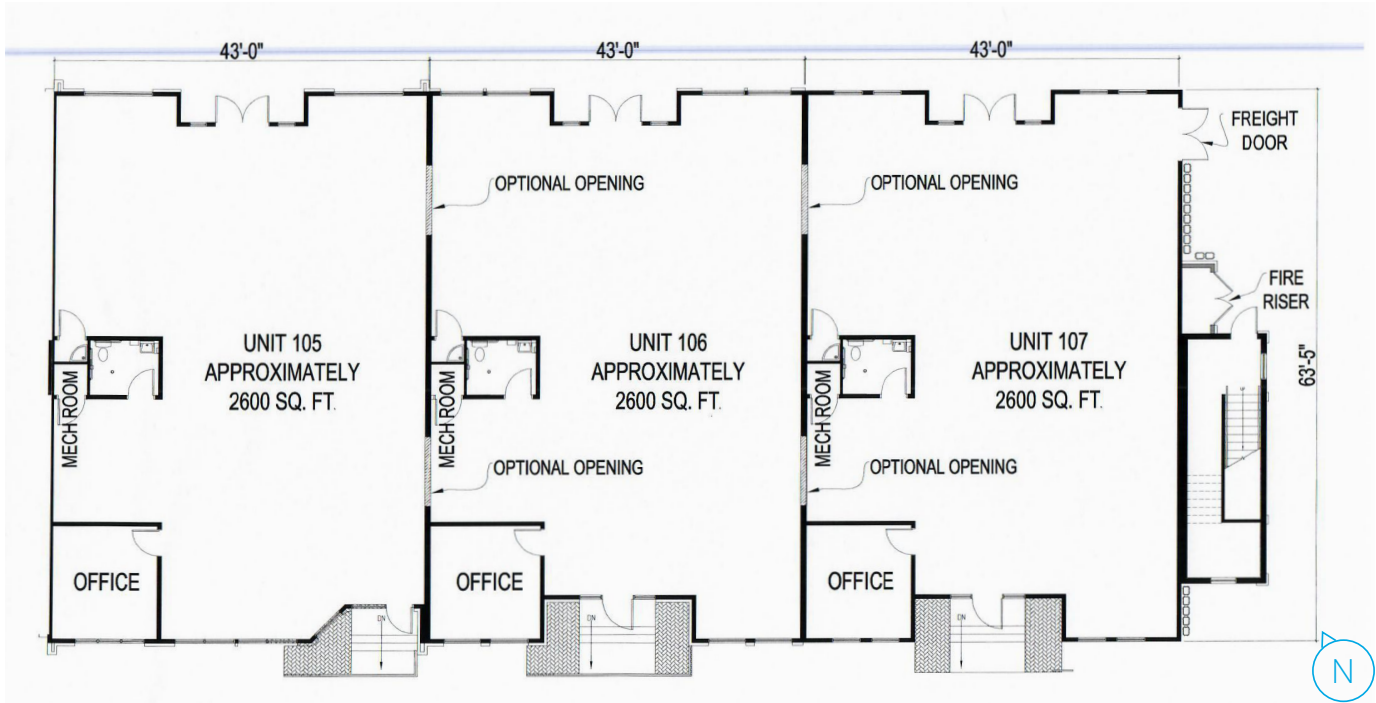 43'-0"
43'-0"
43'-0"
FREIGHT
DOOR
OPTIONAL OPENING
OPTIONAL OPENING
FIRE
RISER
UNIT 105
APPROXIMATELY
2600 SQ. FT.
UNIT 106
APPROXIMATELY
2600 SQ. FT.
UNIT 107
APPROXIMATELY
2600 SQ. FT.
63'-5"
MECH ROOM
MECH ROOM
MECH ROOM
OPTIONAL OPENING
OPTIONAL OPENING
OFFICE
OFFICE
OFFICE
DN
DN
DN
N